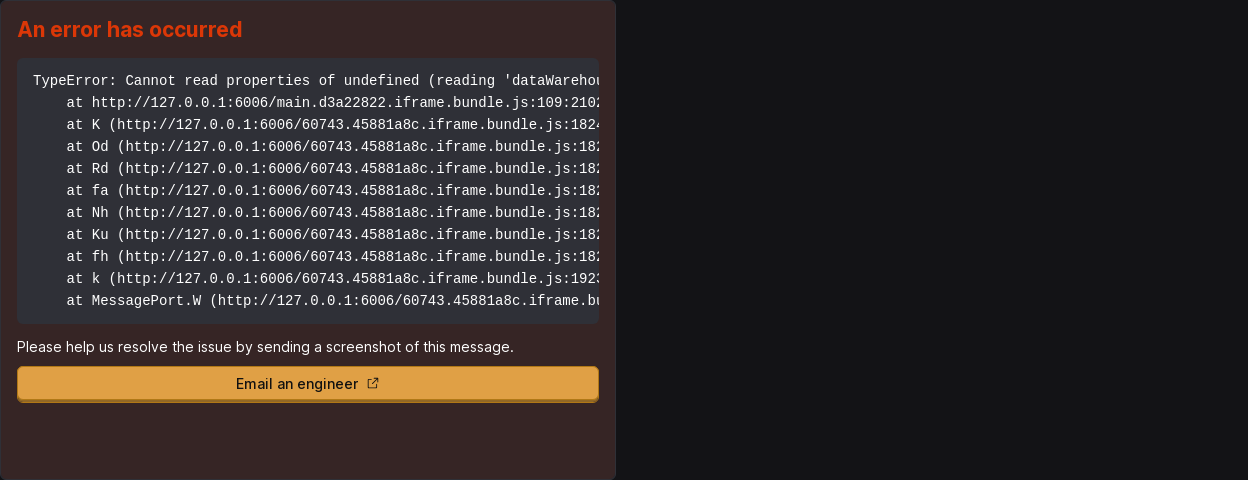 An error has occurred
TypeError: Cannot read properties of undefined (reading 'dataWarehou
at http://127.0.0.1:6006/main.d3a22822.iframe.bundle.js:109:2102
at K (http://127.0.0.1:6006/60743.45881a8c.iframe.bundle.js:1824
at Od (http://127.0.0.1:6006/60743.45881a8c.iframe.bundle.js:182
at Rd (http://127.0.0.1:6006/60743.45881a8c.iframe.bundle.js:182
at fa (http://127.0.0.1:6006/60743.45881a8c.iframe.bundle.js:182
at Nh (http://127.0.0.1:6006/60743.45881a8c.iframe.bundle.js:182
at Ku (http://127.0.0.1:6006/60743.45881a8c.iframe.bundle.js:182
at fh (http://127.0.0.1:6006/60743.45881a8c.iframe.bundle.js:182
at k (http://127.0.0.1:6006/60743.45881a8c.iframe.bundle.js:1923
at MessagePort.W (http://127.0.0.1:6006/60743.45881a8c.iframe.bu
Please help us resolve the issue by sending a screenshot of this message.
Email an engineer